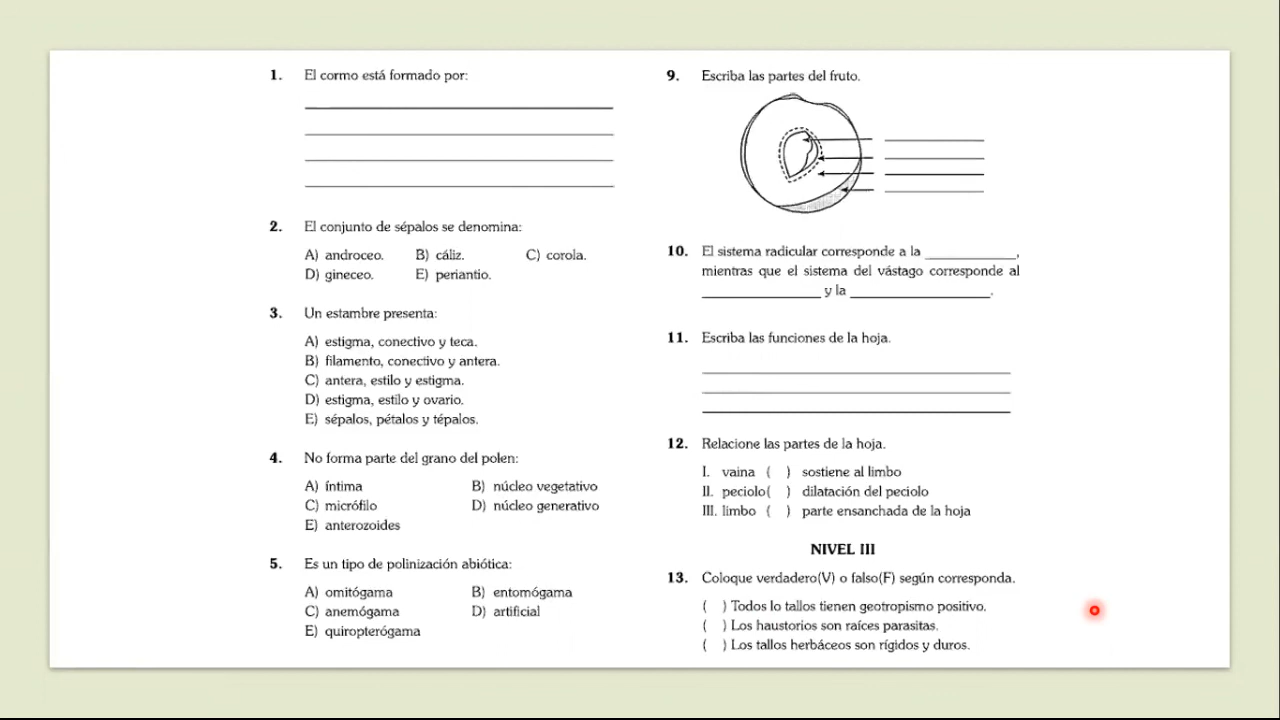 1. El cormo está formado por:
2. El conjunto de sépalos se denomina:
A) androceo. B) cáliz. C) corola.
D) gineceo. E) periantio.
3. Un estambre presenta:
A) estigma, conectivo y teca.
B) filamento, conectivo y antera.
C) antera, estilo y estigma.
D) estigma, estilo y ovario.
E) sépalos, pétalos y tépalos.
4. No forma parte del grano del polen:
A) íntima B) núcleo vegetativo
C) micrófilo D) núcleo generativo
E) anterozoides
5. Es un tipo de polinización abiótica:
A) omitógama B) entomógama
C) anemógama D) artificial
E) quiropterógama
9. Escriba las partes del fruto.
10. El sistema radicular corresponde a la ____________,
mientras que el sistema del vástago corresponde al
________________ y la ___________________.
11. Escriba las funciones de la hoja.
12. Relacione las partes de la hoja.
I. vaina ( ) sostiene al limbo
II. peciolo( ) dilatación del peciolo
III. limbo ( ) parte ensanchada de la hoja
NIVEL III
13. Coloque verdadero(V) o falso(F) según corresponda.
( ) Todos lo tallos tienen geotropismo positivo.
( ) Los haustorios son raíces parasitas.
( ) Los tallos herbáceos son rígidos y duros.